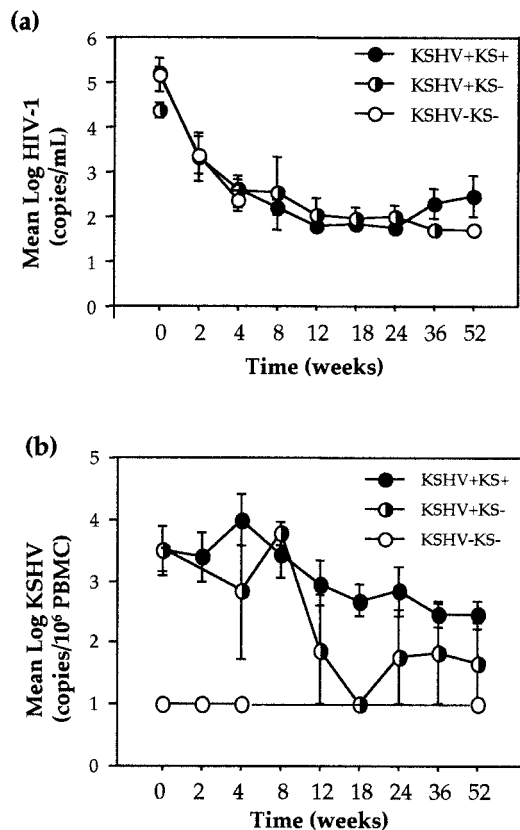 (a)
6
5
4
3
2
1
0
Mean Log HIV-1
(copies/mL)
KSHV+KS+
KSHV+KS-
KSHV-KS-
0 2 4 8 12 18 24 36 52
Time (weeks)
(b)
5
4
3
2
1
0
Mean Log KSHV
(copies/10⁶ PBMC)
KSHV+KS+
KSHV+KS-
KSHV-KS-
0 2 4 8 12 18 24 36 52
Time (weeks)